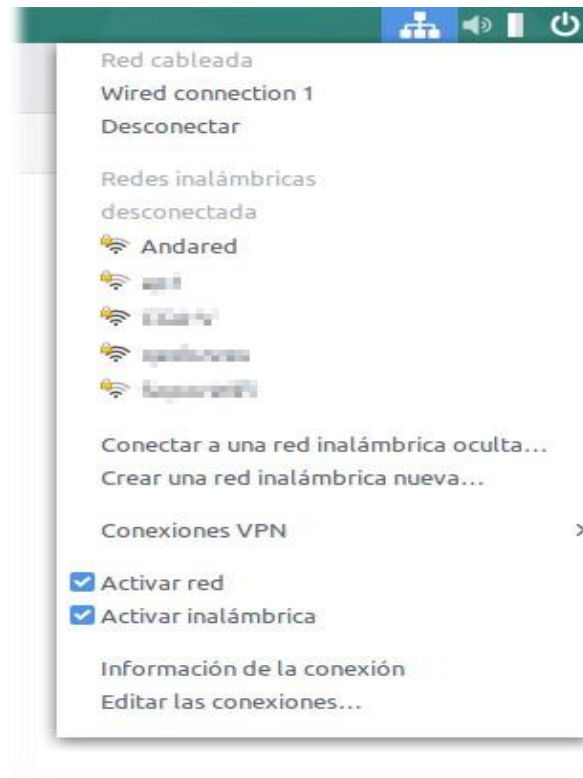 Red cableada
Wired connection 1
Desconectar
Redes inalámbricas
desconectada
Andared
Conectar a una red inalámbrica oculta...
Crear una red inalámbrica nueva...
Conexiones VPN
Activar red
Activar inalámbrica
Información de la conexión
Editar las conexiones...